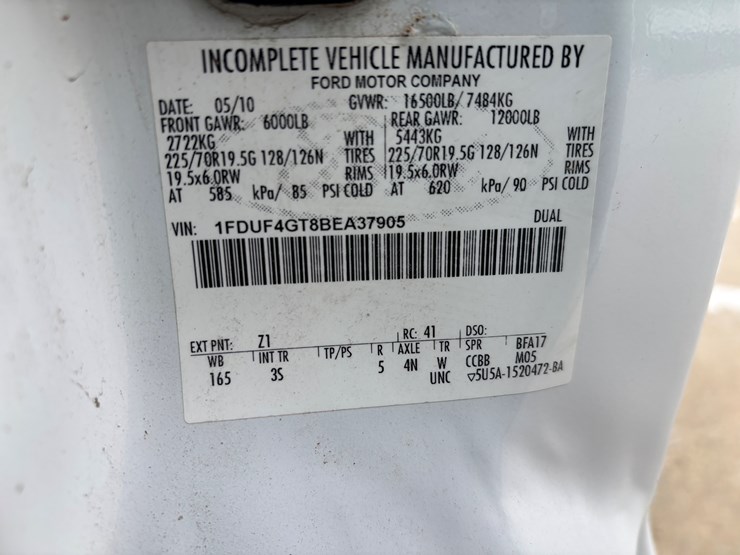 INCOMPLETE VEHICLE MANUFACTURED BY
FORD MOTOR COMPANY
DATE: 05/10 GVWR: 16500LB/ 7484KG
FRONT GAWR: 6000LB REAR GAWR: 12000LB
2722KG WITH 5443KG WITH
225/70R19.5G 128/126N TIRES 225/70R19.5G 128/126N TIRES
19.5x6.0RW RIMS 19.5x6.0RW RIMS
AT 585 kPa/ 85 PSI COLD AT 620 kPa/ 90 PSI COLD
VIN: 1FDUF4GT8BEA37905 DUAL
EXT PNT: Z1 RC: 41 DSO:
WB INT TR TP/PS R AXLE TR SPR BFA17
165 3S 5 4N W CCBB M05
UNC ▽5U5A-1520472-BA